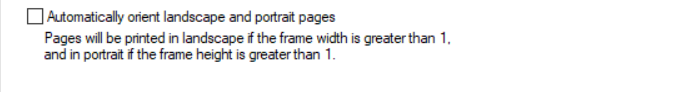 Automatically orient landscape and portrait pages
Pages will be printed in landscape if the frame width is greater than 1,
and in portrait if the frame height is greater than 1.